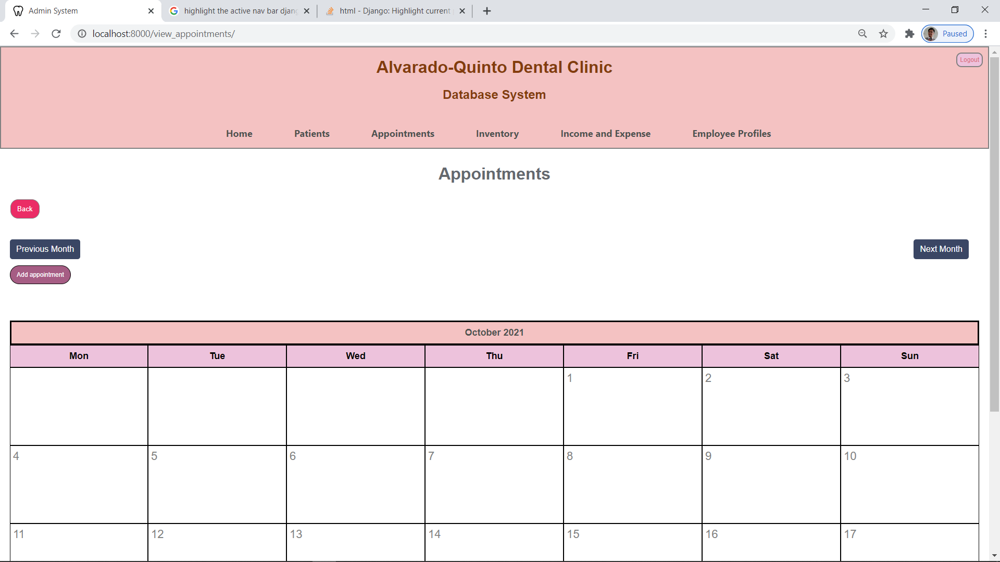 Admin System
highlight the active nav bar djan
html - Django: Highlight current
localhost:8000/view_appointments/
Paused
Alvarado-Quinto Dental Clinic
Logout
Database System
Home Patients Appointments Inventory Income and Expense Employee Profiles
Appointments
Back
Previous Month Next Month
Add appointment
October 2021
Mon Tue Wed Thu Fri Sat Sun
1 2 3
4 5 6 7 8 9 10
11 12 13 14 15 16 17